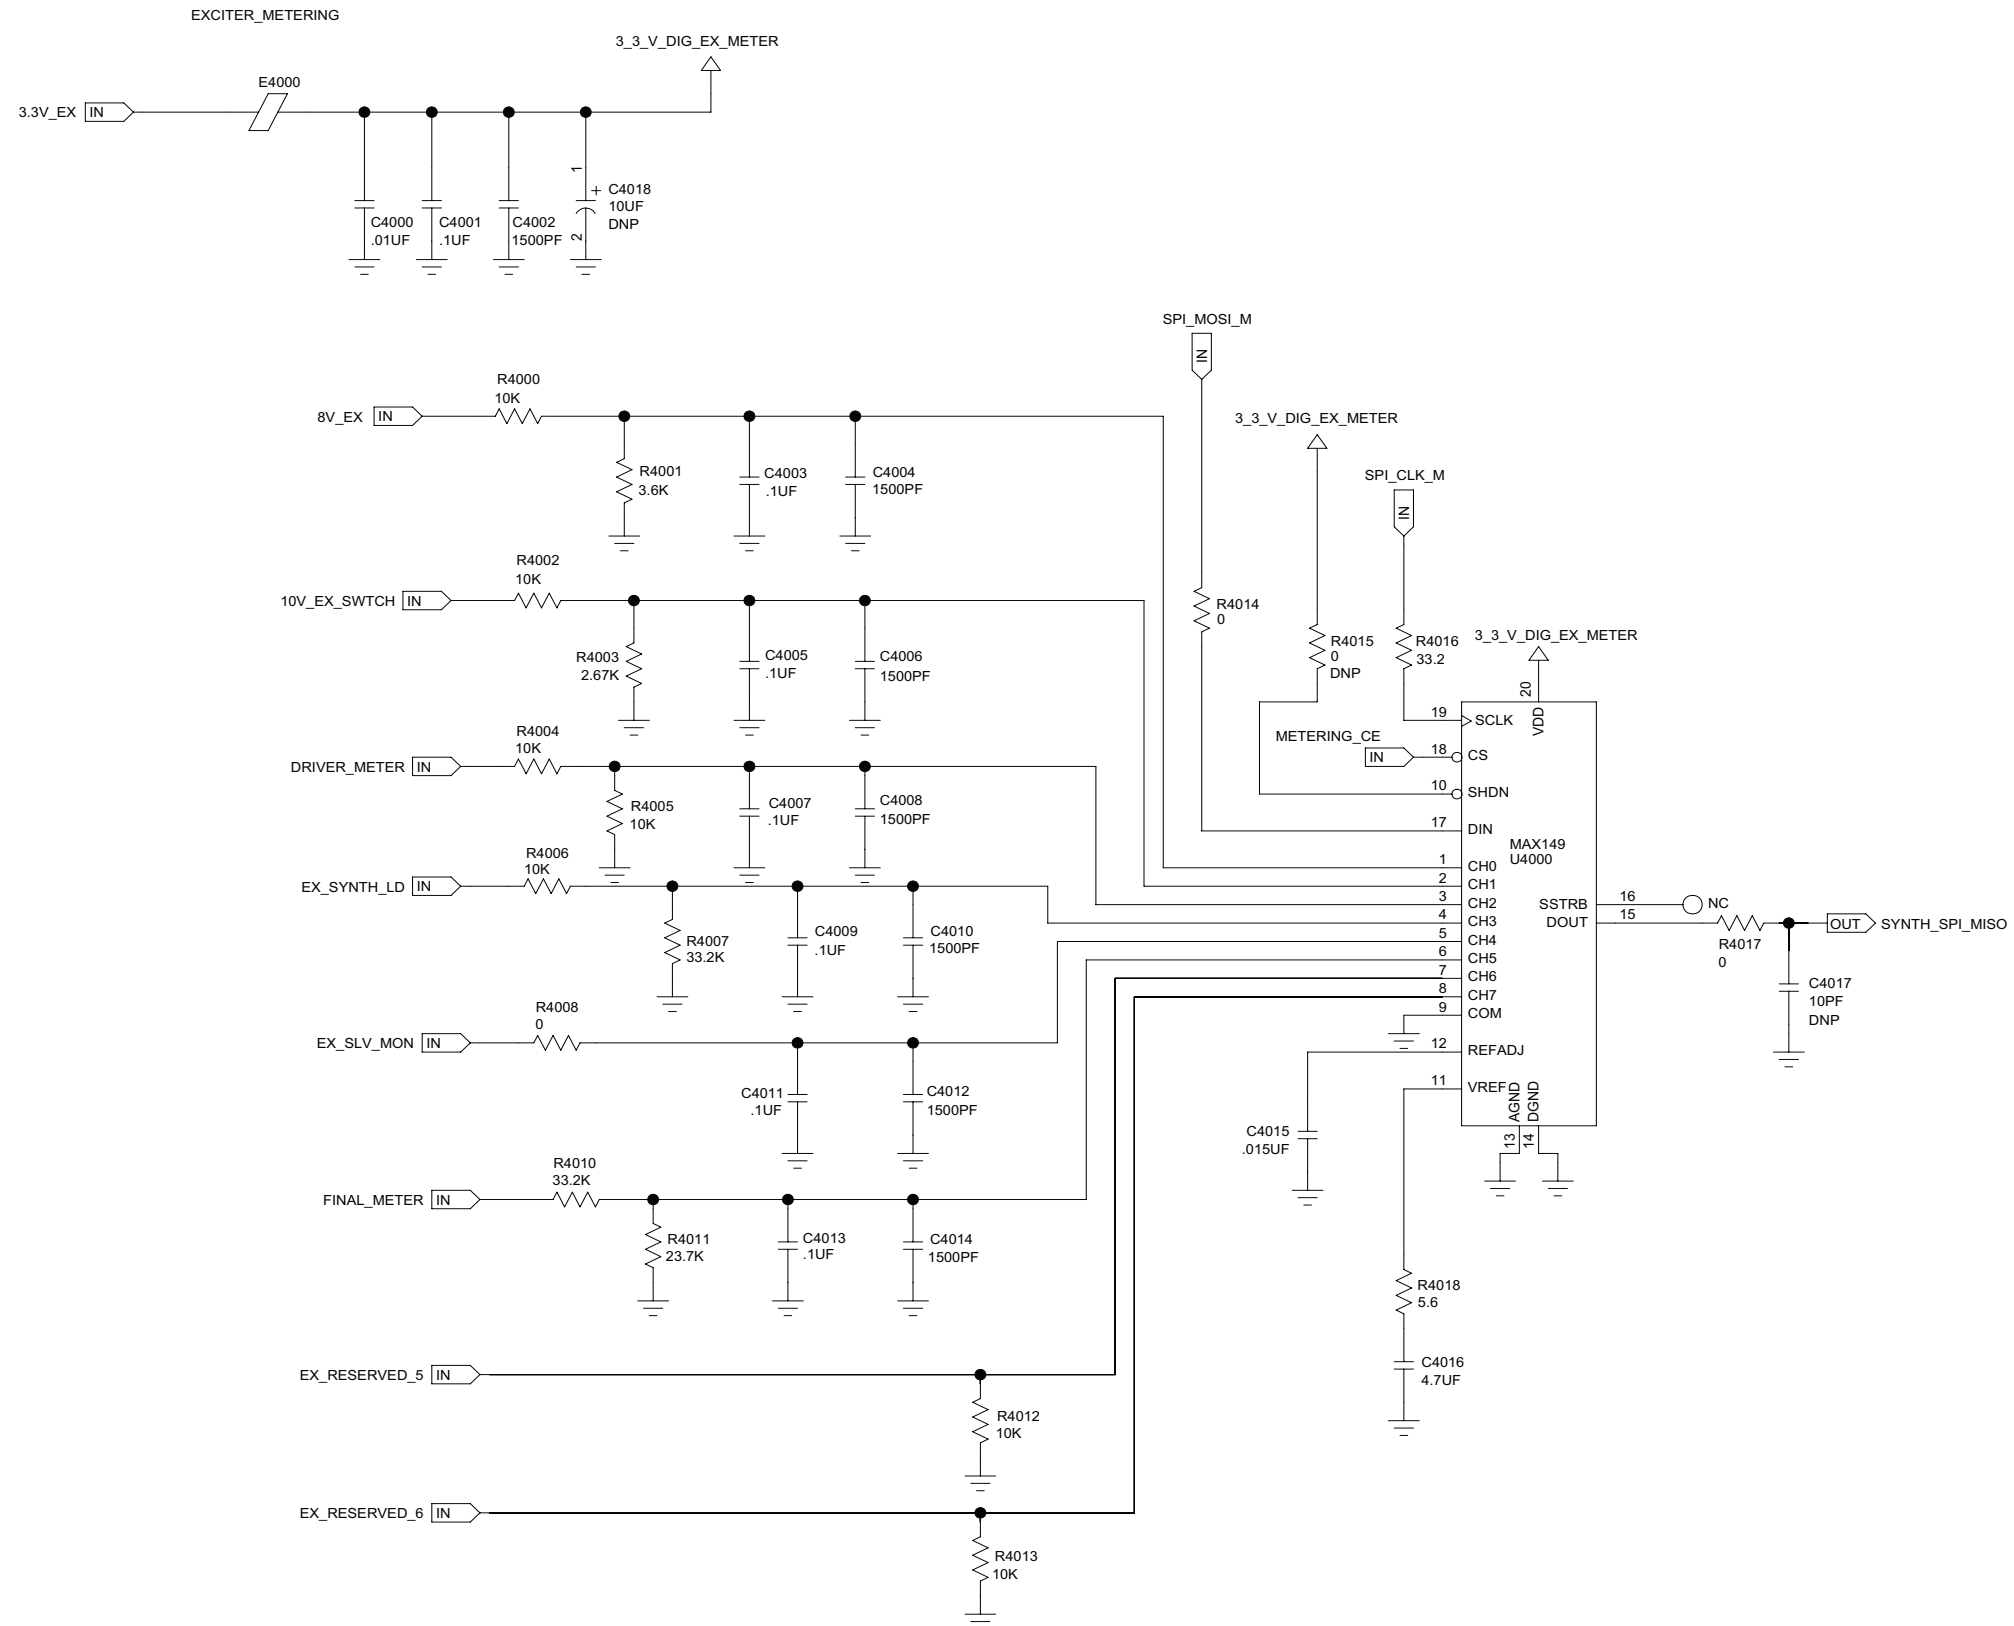 EXCITER_METERING
3_3_V_DIG_EX_METER
E4000
3.3V_EX
IN
1
+
C4018
10UF
DNP
2
C4000
.01UF
C4001
.1UF
C4002
1500PF
SPI_MOSI_M
IN
R4000
10K
8V_EX
IN
R4001
3.6K
C4003
.1UF
C4004
1500PF
3_3_V_DIG_EX_METER
SPI_CLK_M
IN
R4002
10K
10V_EX_SWTCH
IN
R4003
2.67K
C4005
.1UF
C4006
1500PF
R4014
0
R4015
0
DNP
R4016
33.2
3_3_V_DIG_EX_METER
20
VDD
19
SCLK
METERING_CE
IN
18
CS
10
SHDN
17
DIN
MAX149
U4000
R4004
10K
DRIVER_METER
IN
R4005
10K
C4007
.1UF
C4008
1500PF
R4006
10K
EX_SYNTH_LD
IN
R4007
33.2K
C4009
.1UF
C4010
1500PF
1
CH0
2
CH1
3
CH2
4
CH3
5
CH4
6
CH5
7
CH6
8
CH7
9
COM
12
REFADJ
11
VREF
AGND
DGND
13
14
SSTRB
16
NC
DOUT
15
R4017
0
OUT
SYNTH_SPI_MISO
C4017
10PF
DNP
R4008
0
EX_SLV_MON
IN
C4011
.1UF
C4012
1500PF
C4015
.015UF
R4010
33.2K
FINAL_METER
IN
R4011
23.7K
C4013
.1UF
C4014
1500PF
R4018
5.6
C4016
4.7UF
EX_RESERVED_5
IN
R4012
10K
EX_RESERVED_6
IN
R4013
10K